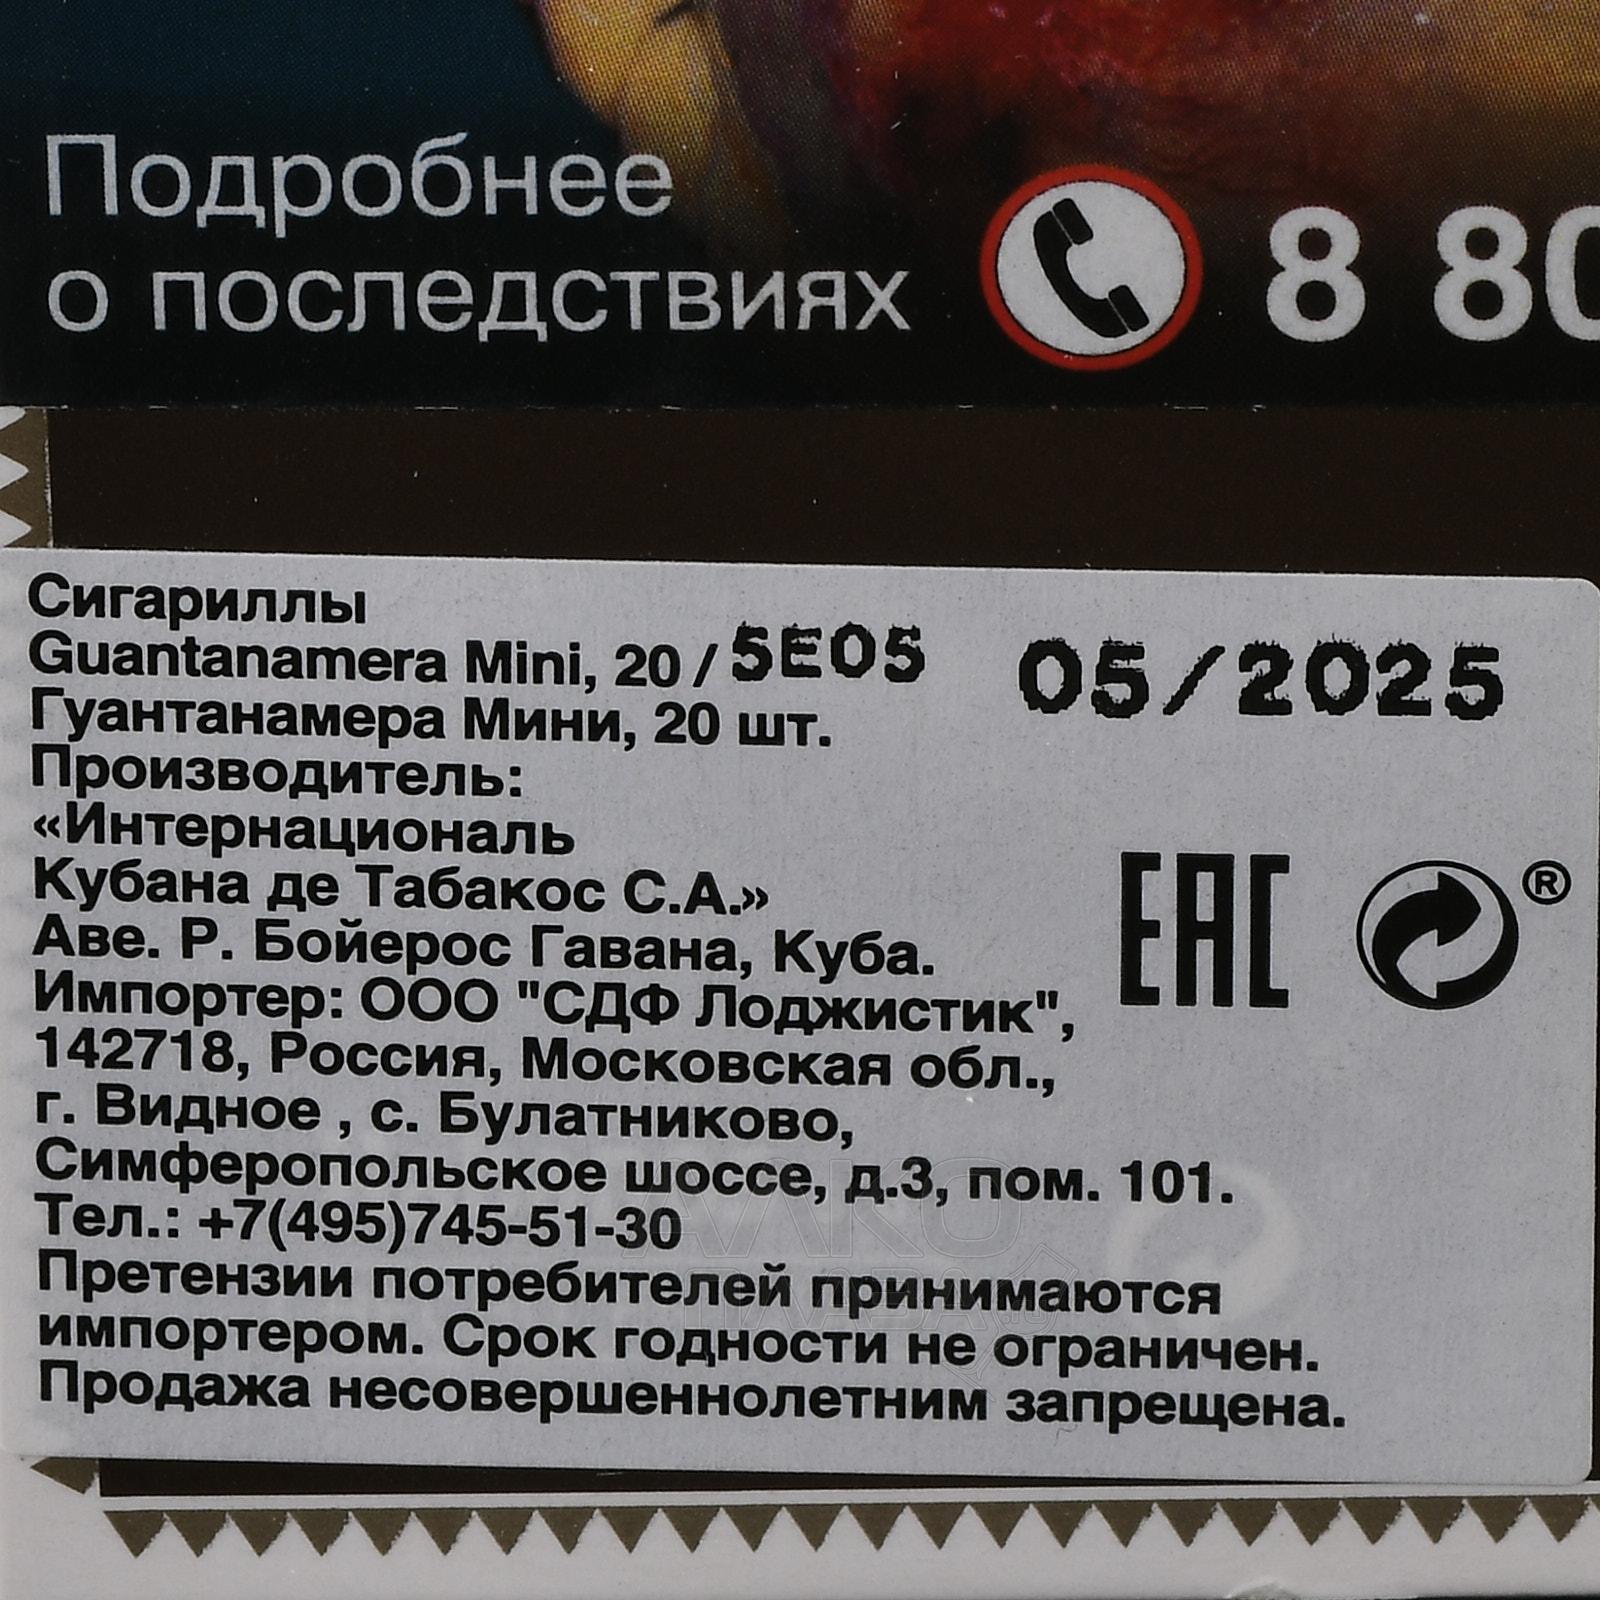 Подробнее
о последствиях
8 80
Сигариллы
Guantanamera Mini, 20 / 5E05
05/2025
Гуантанамера Мини, 20 шт.
Производитель:
«Интернациональ
Кубана де Табакос С.А.»
Аве. Р. Бойерос Гавана, Куба.
Импортер: ООО "СДФ Лоджистик",
142718, Россия, Московская обл.,
г. Видное , с. Булатниково,
Симферопольское шоссе, д.3, пом. 101.
Тел.: +7(495)745-51-30
Претензии потребителей принимаются
импортером. Срок годности не ограничен.
Продажа несовершеннолетним запрещена.
EAC
®
АЛКО
ПЛАЗА